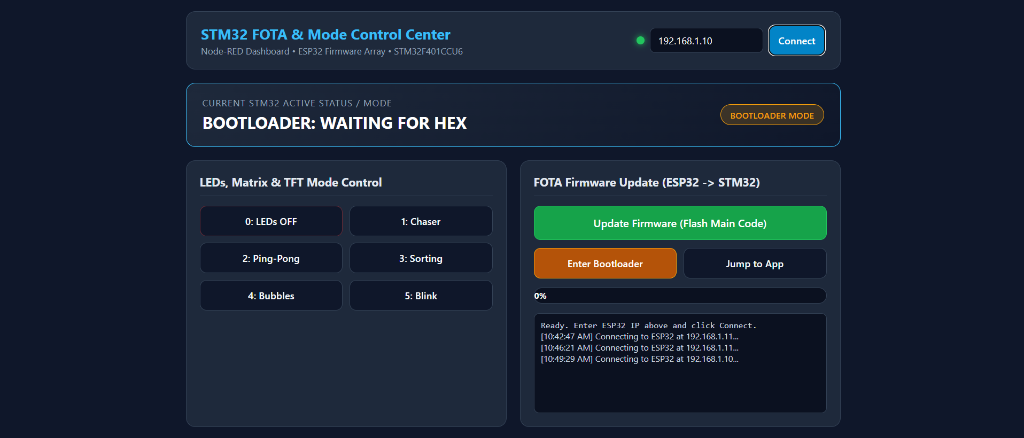 STM32 FOTA & Mode Control Center
Node-RED Dashboard • ESP32 Firmware Array • STM32F401CCU6
192.168.1.10
Connect
CURRENT STM32 ACTIVE STATUS / MODE
BOOTLOADER: WAITING FOR HEX
BOOTLOADER MODE
LEDs, Matrix & TFT Mode Control
0: LEDs OFF
1: Chaser
2: Ping-Pong
3: Sorting
4: Bubbles
5: Blink
FOTA Firmware Update (ESP32 -> STM32)
Update Firmware (Flash Main Code)
Enter Bootloader
Jump to App
0%
Ready. Enter ESP32 IP above and click Connect.
[10:42:47 AM] Connecting to ESP32 at 192.168.1.11...
[10:46:21 AM] Connecting to ESP32 at 192.168.1.11...
[10:49:29 AM] Connecting to ESP32 at 192.168.1.10...